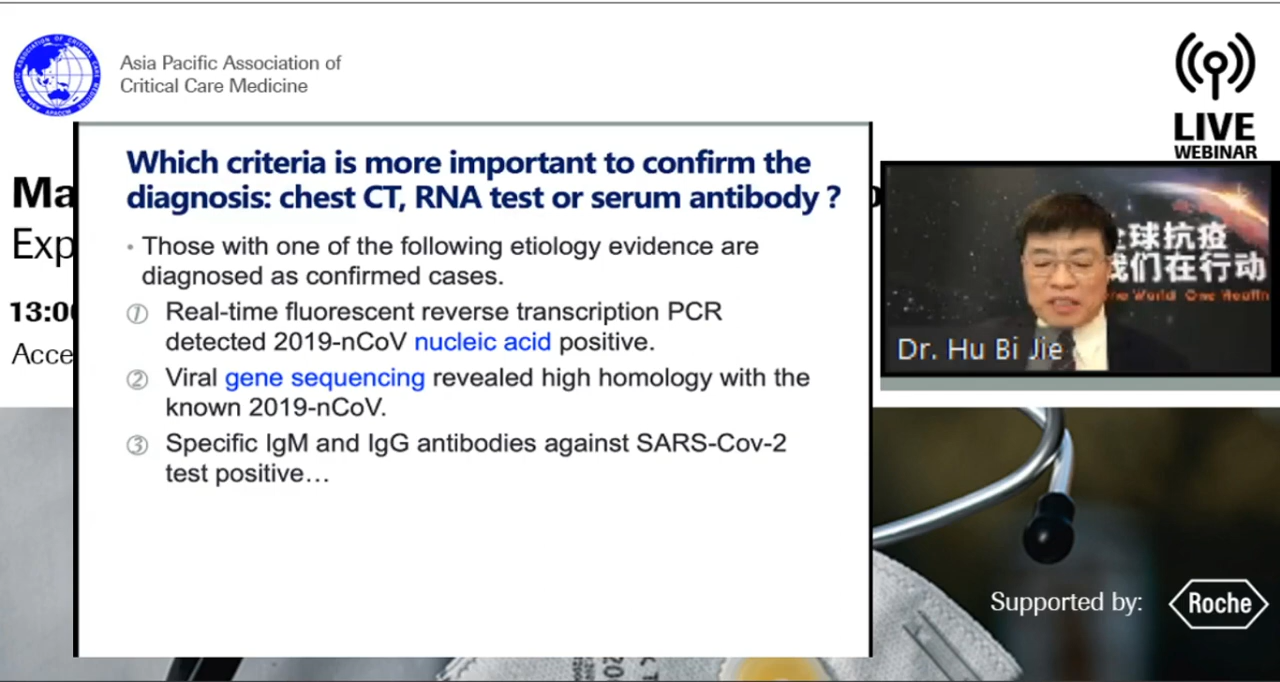 Asia Pacific Association of
Critical Care Medicine
LIVE
WEBINAR
Which criteria is more important to confirm the
diagnosis: chest CT, RNA test or serum antibody ?
• Those with one of the following etiology evidence are
diagnosed as confirmed cases.
① Real-time fluorescent reverse transcription PCR
detected 2019-nCoV nucleic acid positive.
② Viral gene sequencing revealed high homology with the
known 2019-nCoV.
③ Specific IgM and IgG antibodies against SARS-Cov-2
test positive…
Ma
Exp
13:0
Acce
球抗疫
我们在行动
One World One Health
Dr. Hu Bi Jie
Supported by:
Roche